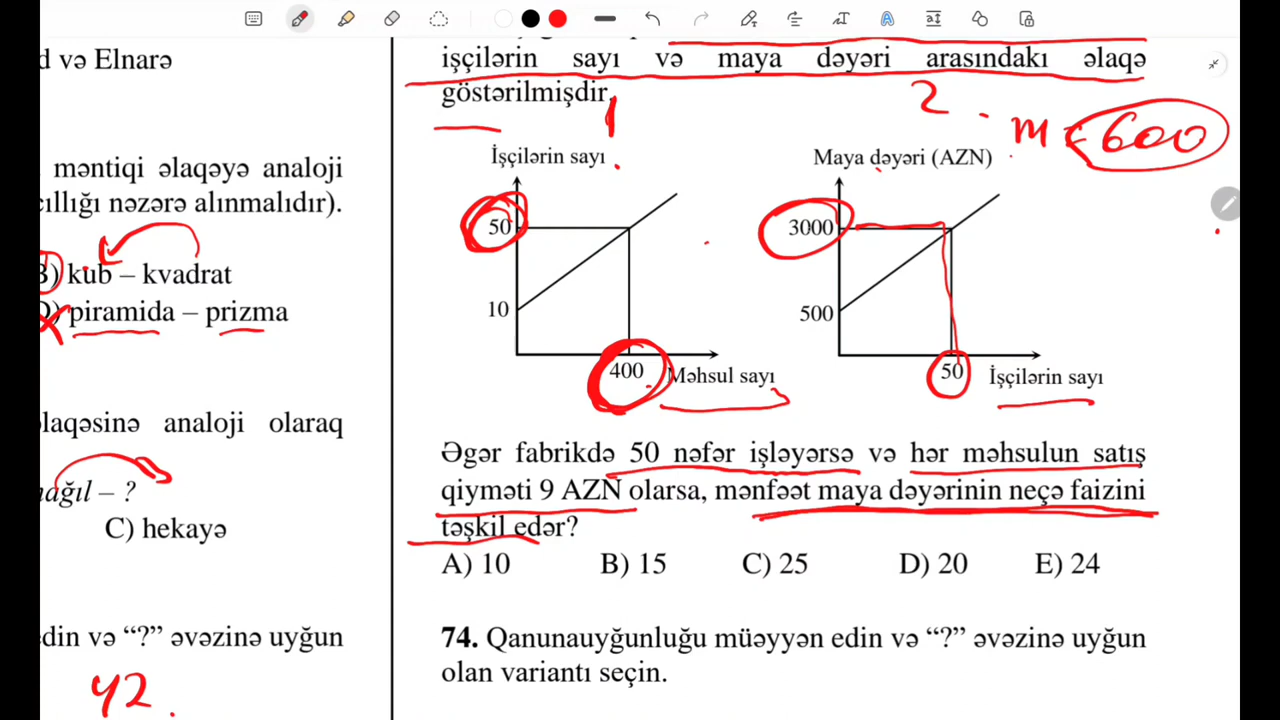 d və Elnarə
məntiqi əlaqəyə analoji
cıllığı nəzərə alınmalıdır).
B) kub – kvadrat
D) piramida – prizma
əlaqəsinə analoji olaraq
nağıl – ?
C) hekayə
edin və “?” əvəzinə uyğun
42
işçilərin sayı və maya dəyəri arasındakı əlaqə
göstərilmişdir.
1
2
m = 600
İşçilərin sayı
50
10
400
Məhsul sayı
Maya dəyəri (AZN)
3000
500
50
İşçilərin sayı
Əgər fabrikdə 50 nəfər işləyərsə və hər məhsulun satış
qiyməti 9 AZN olarsa, mənfəət maya dəyərinin neçə faizini
təşkil edər?
A) 10 B) 15 C) 25 D) 20 E) 24
74. Qanunauyğunluğu müəyyən edin və “?” əvəzinə uyğun
olan variantı seçin.